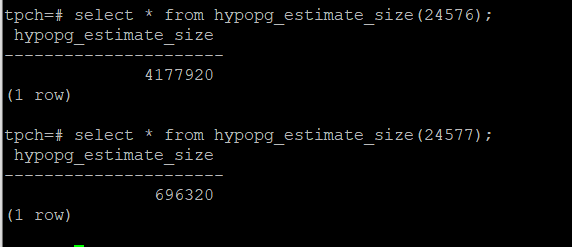 tpch=# select * from hypopg_estimate_size(24576);
 hypopg_estimate_size
----------------------
              4177920
(1 row)
tpch=# select * from hypopg_estimate_size(24577);
 hypopg_estimate_size
----------------------
               696320
(1 row)